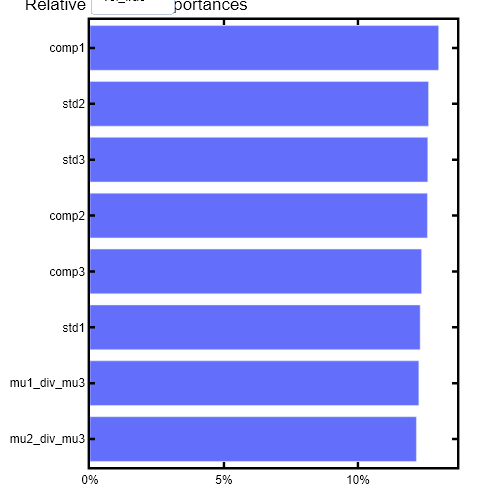 Relative portances
comp1
std2
std3
comp2
comp3
std1
mu1_div_mu3
mu2_div_mu3
0% 5% 10%